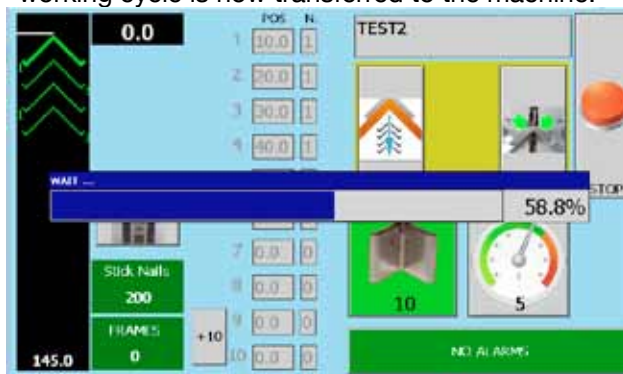 working cycle is now transferred to the machine.
0.0
POS N.
1 10.0 1
2 20.0 1
3 30.0 1
4 40.0 1
TEST2
STOP
WAIT ...
58.8%
7 0.0 0
8 0.0 0
9 0.0 0
10 0.0 0
+10
Stick Nails
200
FRAMES
0
145.0
10
5
NO ALARMS